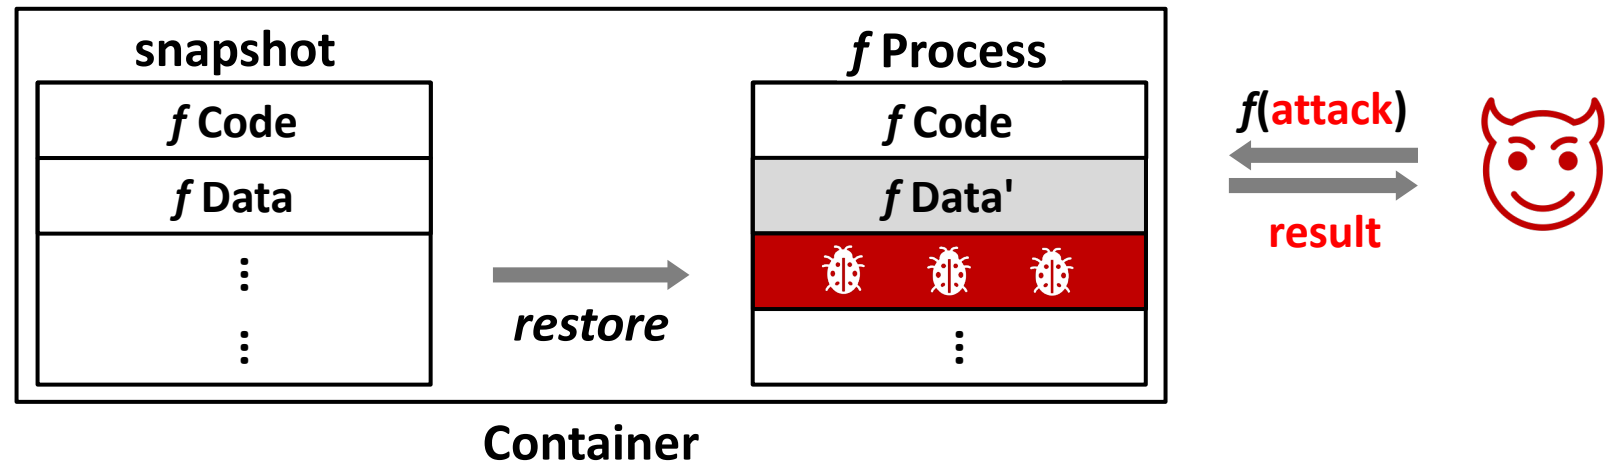 snapshot
f Code
f Data
⋮
⋮
restore
f Process
f Code
f Data'
⋮
Container
f(attack)
result